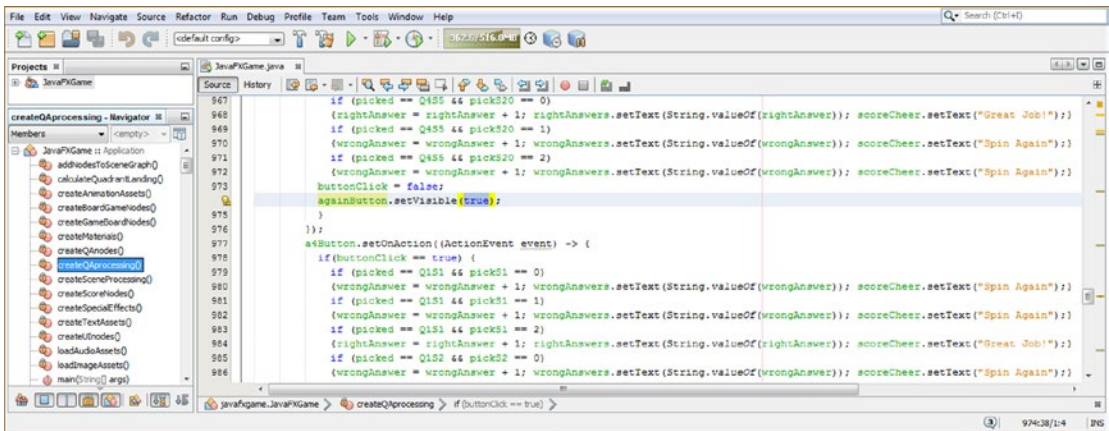 File Edit View Navigate Source Refactor Run Debug Profile Team Tools Window Help
Search (Ctrl+I)
<default config>
362.0/516.0MB
Projects
JavaFXGame
createQAprocessing - Navigator
Members
<empty>
JavaFXGame :: Application
addNodesToSceneGraph()
calculateQuadrantLanding()
createAnimationAssets()
createBoardGameNodes()
createGameBoardNodes()
createMaterials()
createQAnodes()
createQAprocessing()
createSceneProcessing()
createScoreNodes()
createSpecialEffects()
createTextAssets()
createUInodes()
loadAudioAssets()
loadImageAssets()
main(String[] args)
JavaFXGame.java
Source History
967 if (picked == Q4S5 && pickS20 == 0)
968 {rightAnswer = rightAnswer + 1; rightAnswers.setText(String.valueOf(rightAnswer)); scoreCheer.setText("Great Job!");}
969 if (picked == Q4S5 && pickS20 == 1)
970 {wrongAnswer = wrongAnswer + 1; wrongAnswers.setText(String.valueOf(wrongAnswer)); scoreCheer.setText("Spin Again");}
971 if (picked == Q4S5 && pickS20 == 2)
972 {wrongAnswer = wrongAnswer + 1; wrongAnswers.setText(String.valueOf(wrongAnswer)); scoreCheer.setText("Spin Again");}
973 buttonClick = false;
againButton.setVisible(true);
975 }
976 });
977 a4Button.setOnAction((ActionEvent event) -> {
978 if(buttonClick == true) {
979 if (picked == Q1S1 && pickS1 == 0)
980 {wrongAnswer = wrongAnswer + 1; wrongAnswers.setText(String.valueOf(wrongAnswer)); scoreCheer.setText("Spin Again");}
981 if (picked == Q1S1 && pickS1 == 1)
982 {wrongAnswer = wrongAnswer + 1; wrongAnswers.setText(String.valueOf(wrongAnswer)); scoreCheer.setText("Spin Again");}
983 if (picked == Q1S1 && pickS1 == 2)
984 {rightAnswer = rightAnswer + 1; rightAnswers.setText(String.valueOf(rightAnswer)); scoreCheer.setText("Great Job!");}
985 if (picked == Q1S2 && pickS2 == 0)
986 {wrongAnswer = wrongAnswer + 1; wrongAnswers.setText(String.valueOf(wrongAnswer)); scoreCheer.setText("Spin Again");}
javafxgame.JavaFXGame > createQAprocessing > if (buttonClick == true) >
974:38/1:4 INS